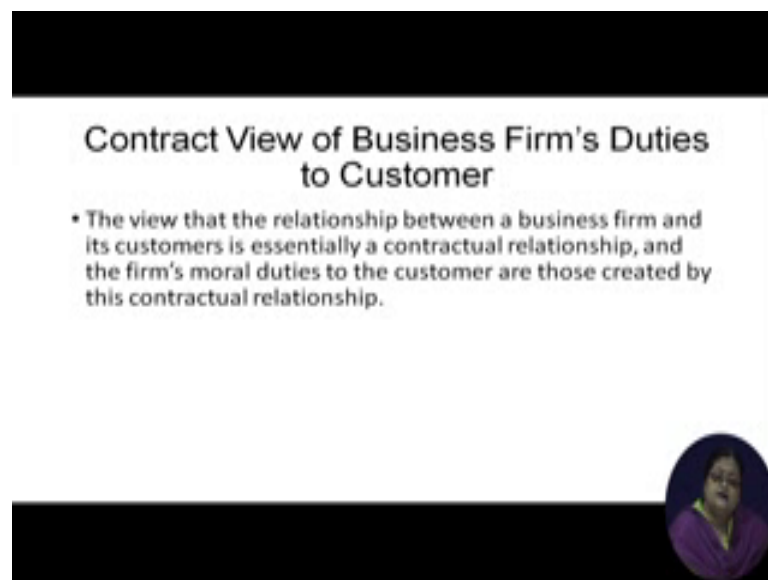 Contract View of Business Firm's Duties
to Customer
• The view that the relationship between a business firm and
its customers is essentially a contractual relationship, and
the firm's moral duties to the customer are those created by
this contractual relationship.